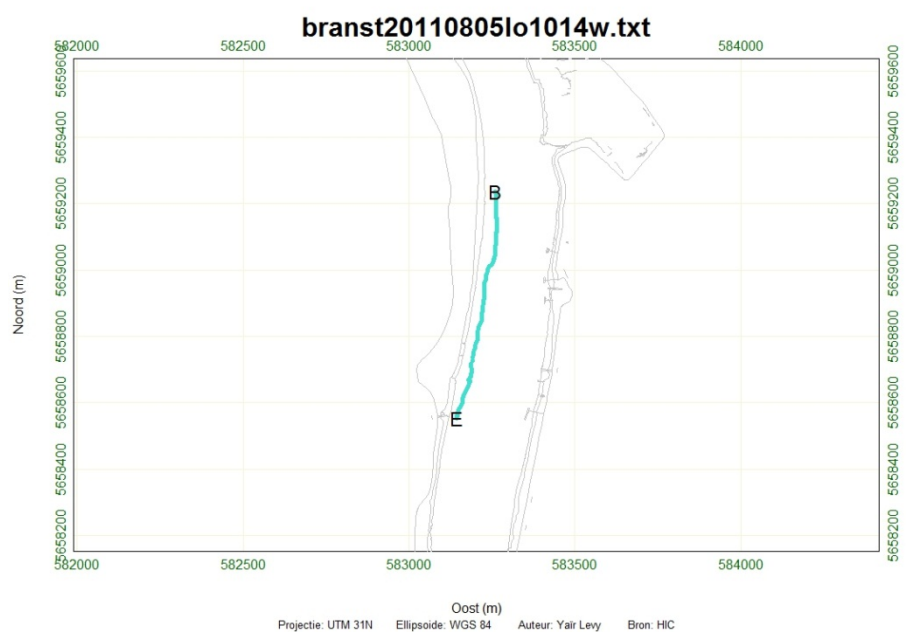 branst20110805lo1014w.txt
582000 582500 583000 583500 584000
5659600 5659600
5659400 5659400
B
5659200 5659200
5659000 5659000
Noord (m)
5658800 5658800
5658600 5658600
E
5658400 5658400
5658200 5658200
582000 582500 583000 583500 584000
Oost (m)
Projectie: UTM 31N Ellipsoide: WGS 84 Auteur: Yaïr Levy Bron: HIC